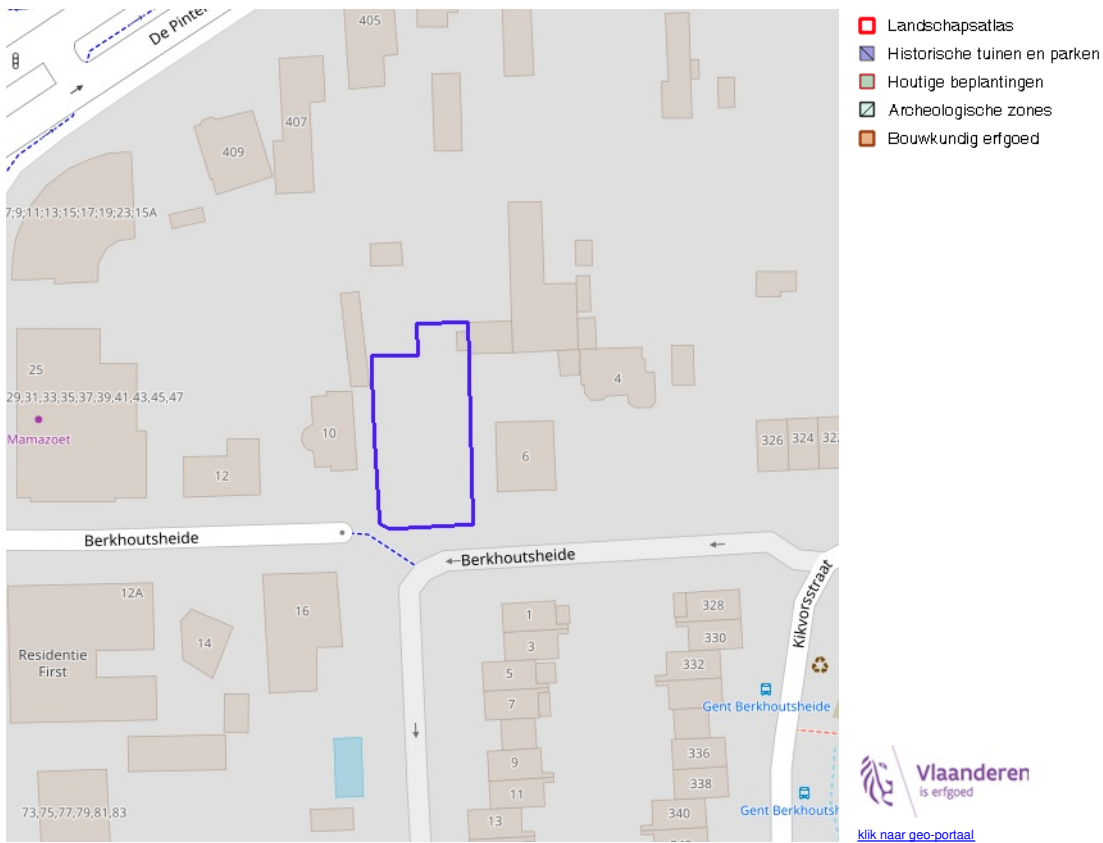 De Pinte
405
407
409
7;9;11;13;15;17;19;23;15A
25
29,31,33,35,37,39,41,43,45,47
Mamazoet
10
12
4
6
326
324
Berkhoutsheide
Berkhoutsheide
Kikvorsstraat
12A
16
14
Residentie
First
1
3
5
7
9
11
13
328
330
332
336
338
340
Gent Berkhoutsheide
Gent Berkhoutsh
73,75,77,79,81,83
Landschapsatlas
Historische tuinen en parken
Houtige beplantingen
Archeologische zones
Bouwkundig erfgoed
Vlaanderen
is erfgoed
klik naar geo-portaal